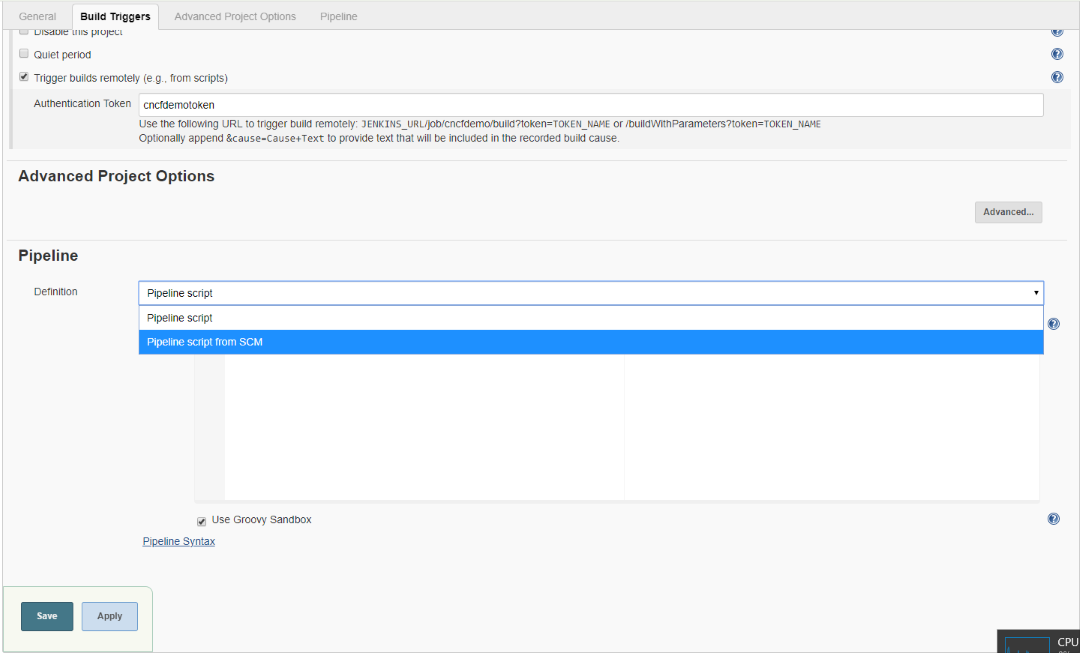 General Build Triggers Advanced Project Options Pipeline
Disable this project
Quiet period
Trigger builds remotely (e.g., from scripts)
Authentication Token cncfdemotoken
Use the following URL to trigger build remotely: JENKINS_URL/job/cncfdemo/build?token=TOKEN_NAME or /buildWithParameters?token=TOKEN_NAME
Optionally append &cause=Cause+Text to provide text that will be included in the recorded build cause.
Advanced Project Options
Advanced...
Pipeline
Definition Pipeline script
Pipeline script
Pipeline script from SCM
Use Groovy Sandbox
Pipeline Syntax
Save Apply
CPU